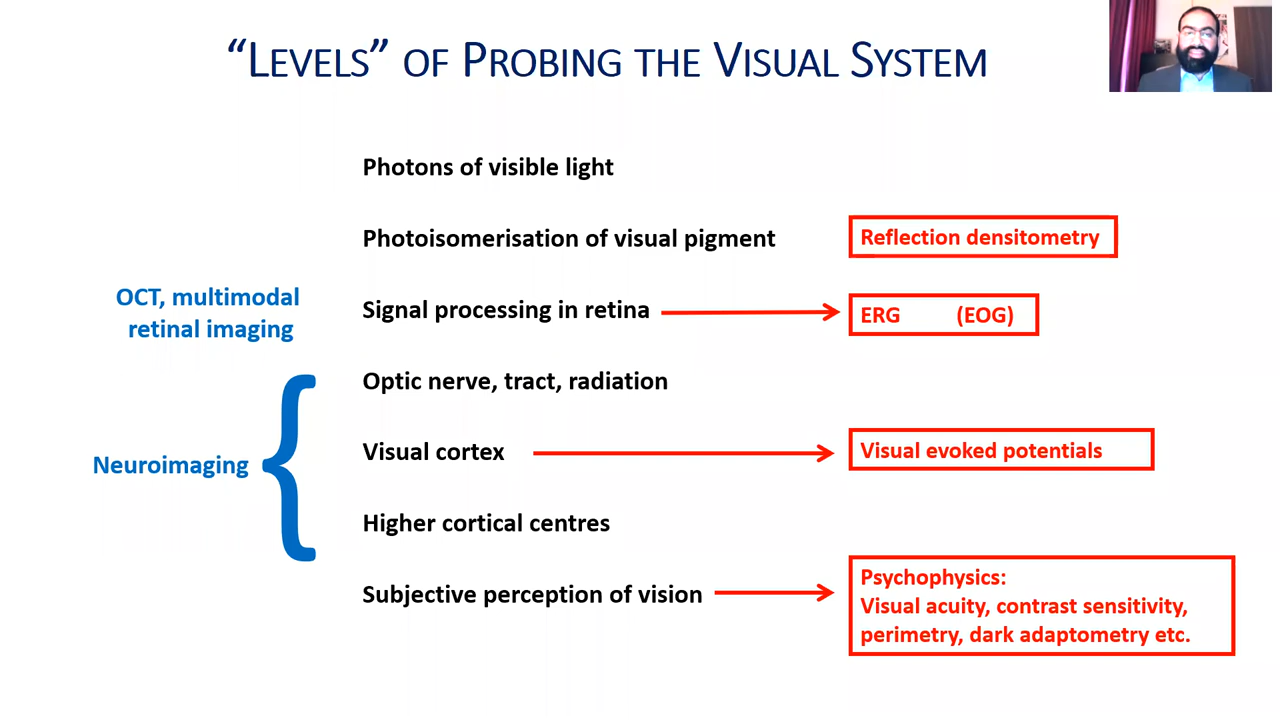 “LEVELS” OF PROBING THE VISUAL SYSTEM
Photons of visible light
Photoisomerisation of visual pigment
Reflection densitometry
OCT, multimodal
retinal imaging
Signal processing in retina
ERG (EOG)
Optic nerve, tract, radiation
Neuroimaging
Visual cortex
Visual evoked potentials
Higher cortical centres
Subjective perception of vision
Psychophysics:
Visual acuity, contrast sensitivity,
perimetry, dark adaptometry etc.